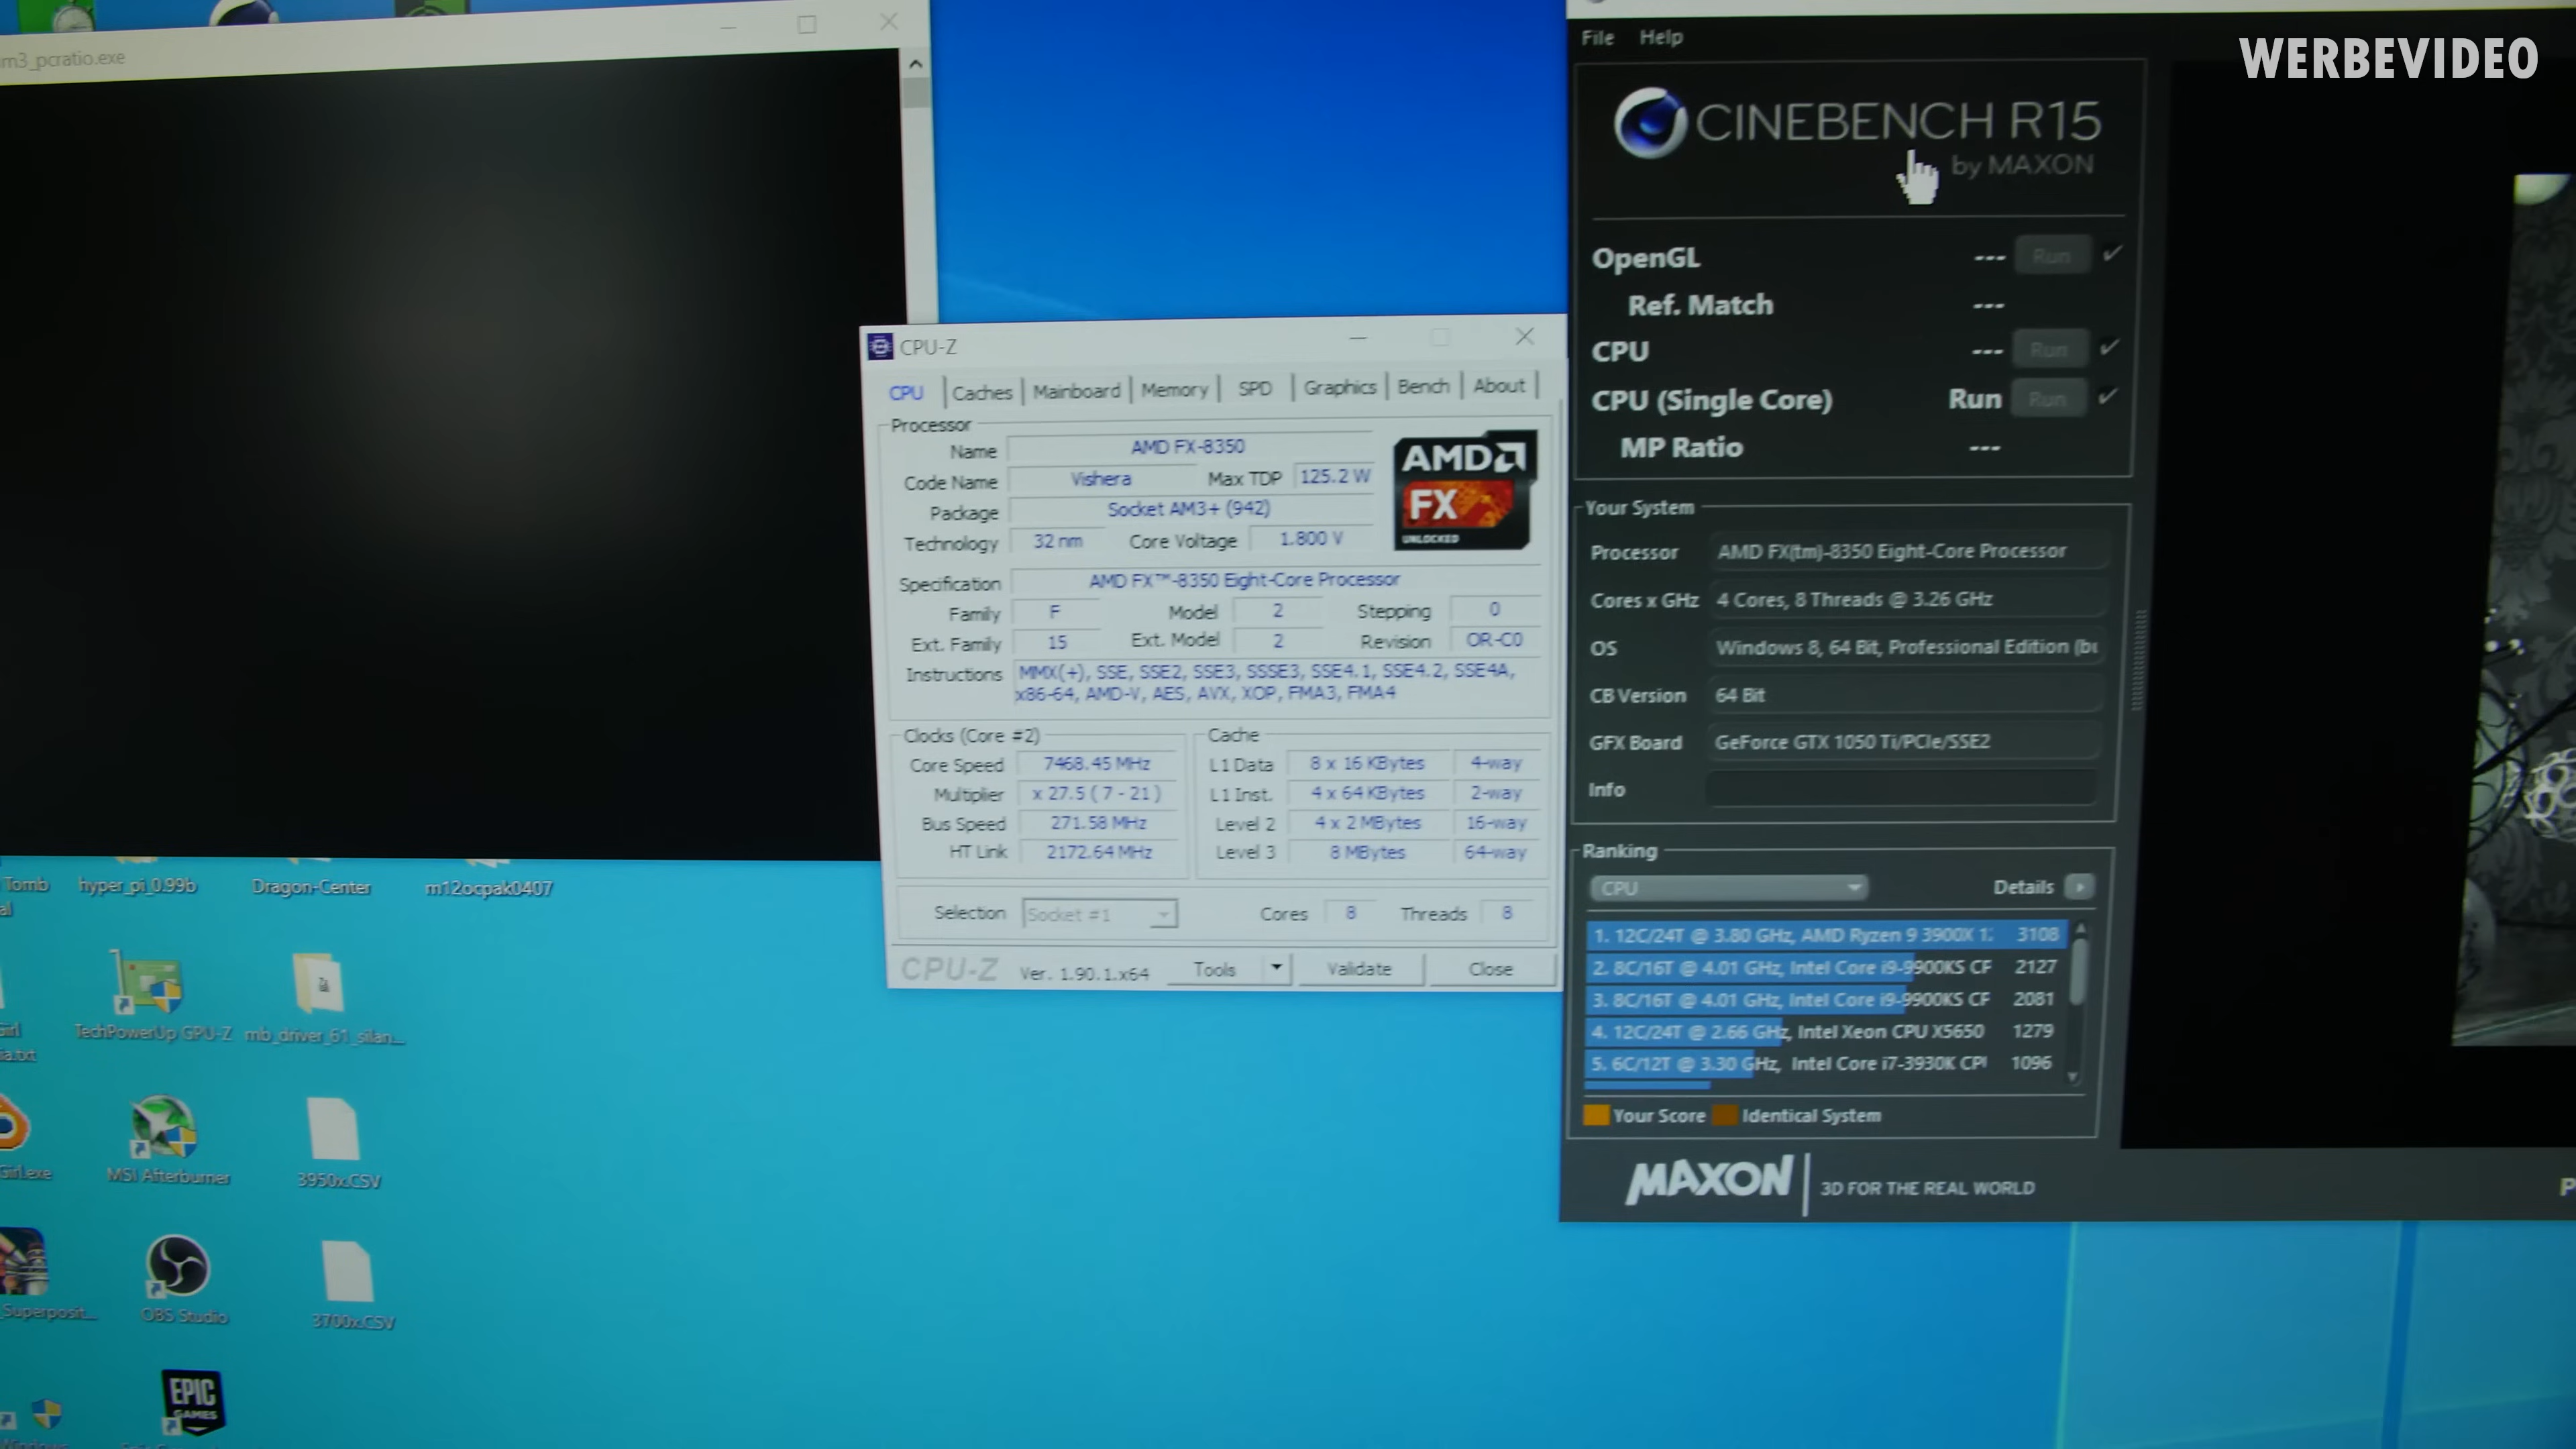 m3_pcratio.exe
WERBEVIDEO
File Help
CINEBENCH R15
by MAXON
OpenGL --- Run
Ref. Match ---
CPU --- Run
CPU (Single Core) Run Run
MP Ratio ---
Your System
Processor AMD FX(tm)-8350 Eight-Core Processor
Cores x GHz 4 Cores, 8 Threads @ 3.26 GHz
OS Windows 8, 64 Bit, Professional Edition (bu
CB Version 64 Bit
GFX Board GeForce GTX 1050 Ti/PCIe/SSE2
Info
Ranking
CPU Details
1. 12C/24T @ 3.80 GHz, AMD Ryzen 9 3900X 1: 3108
2. 8C/16T @ 4.01 GHz, Intel Core i9-9900KS CF 2127
3. 8C/16T @ 4.01 GHz, Intel Core i9-9900KS CF 2081
4. 12C/24T @ 2.66 GHz, Intel Xeon CPU X5650 1279
5. 6C/12T @ 3.30 GHz, Intel Core i7-3930K CPU 1096
Your Score Identical System
MAXON 3D FOR THE REAL WORLD
CPU-Z
CPU Caches Mainboard Memory SPD Graphics Bench About
Processor
Name AMD FX-8350
Code Name Vishera Max TDP 125.2 W
Package Socket AM3+ (942)
Technology 32 nm Core Voltage 1.800 V
AMD
FX
UNLOCKED
Specification AMD FX™-8350 Eight-Core Processor
Family F Model 2 Stepping 0
Ext. Family 15 Ext. Model 2 Revision OR-C0
Instructions MMX(+), SSE, SSE2, SSE3, SSSE3, SSE4.1, SSE4.2, SSE4A,
x86-64, AMD-V, AES, AVX, XOP, FMA3, FMA4
Clocks (Core #2)
Core Speed 7468.45 MHz
Multiplier x 27.5 ( 7 - 21 )
Bus Speed 271.58 MHz
HT Link 2172.64 MHz
Cache
L1 Data 8 x 16 KBytes 4-way
L1 Inst. 4 x 64 KBytes 2-way
Level 2 4 x 2 MBytes 16-way
Level 3 8 MBytes 64-way
Selection Socket #1 Cores 8 Threads 8
CPU-Z Ver. 1.90.1.x64 Tools Validate Close
Tomb hyper_pi_0.99b Dragon-Center m12ocpak0407
al
TechPowerUp GPU-Z mb_driver_61_silan...
ia.txt
Girl.exe MSI Afterburner 3950x.CSV
_Superposit... OBS Studio 3700x.CSV
EPIC
GAMES